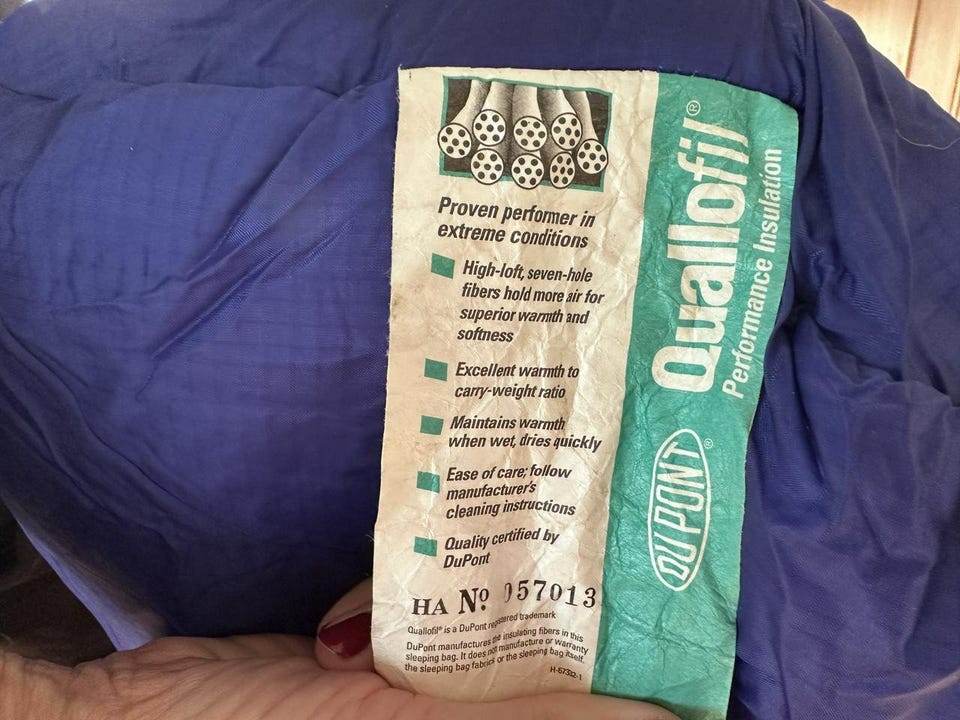 Proven performer in
extreme conditions
High-loft, seven-hole
fibers hold more air for
superior warmth and
softness
Excellent warmth to
carry-weight ratio
Maintains warmth
when wet, dries quickly
Ease of care; follow
manufacturer's
cleaning instructions
Quality certified by
DuPont
HA Nº 057013
Quallofil® is a DuPont registered trademark
DuPont manufactures the insulating fibers in this
sleeping bag. It does not manufacture or warranty
the sleeping bag fabrics or the sleeping bag itself.
H-67332-1
Quallofil®
Performance Insulation
DU PONT®